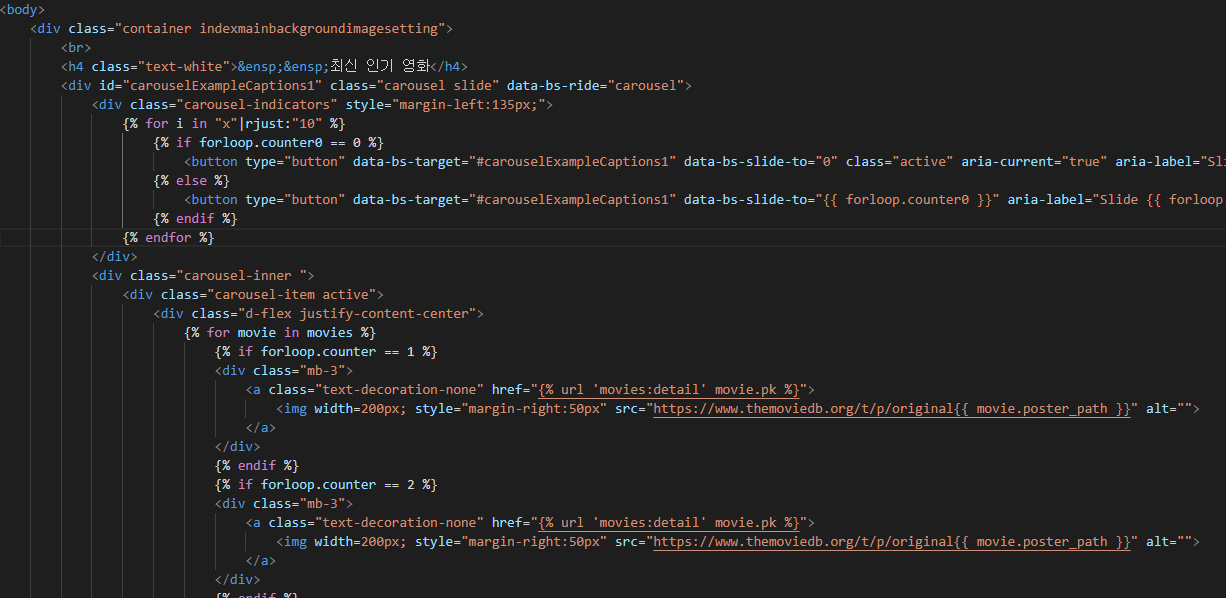 <body>
<div class="container indexmainbackgroundimagesetting">
<br>
<h4 class="text-white">&ensp;&ensp;최신 인기 영화</h4>
<div id="carouselExampleCaptions1" class="carousel slide" data-bs-ride="carousel">
<div class="carousel-indicators" style="margin-left:135px;">
{% for i in "x"|rjust:"10" %}
{% if forloop.counter0 == 0 %}
<button type="button" data-bs-target="#carouselExampleCaptions1" data-bs-slide-to="0" class="active" aria-current="true" aria-label="Sli
{% else %}
<button type="button" data-bs-target="#carouselExampleCaptions1" data-bs-slide-to="{{ forloop.counter0 }}" aria-label="Slide {{ forloop
{% endif %}
{% endfor %}
</div>
<div class="carousel-inner ">
<div class="carousel-item active">
<div class="d-flex justify-content-center">
{% for movie in movies %}
{% if forloop.counter == 1 %}
<div class="mb-3">
<a class="text-decoration-none" href="{% url 'movies:detail' movie.pk %}">
<img width=200px; style="margin-right:50px" src="https://www.themoviedb.org/t/p/original{{ movie.poster_path }}" alt="">
</a>
</div>
{% endif %}
{% if forloop.counter == 2 %}
<div class="mb-3">
<a class="text-decoration-none" href="{% url 'movies:detail' movie.pk %}">
<img width=200px; style="margin-right:50px" src="https://www.themoviedb.org/t/p/original{{ movie.poster_path }}" alt="">
</a>
</div>
{% endif %}